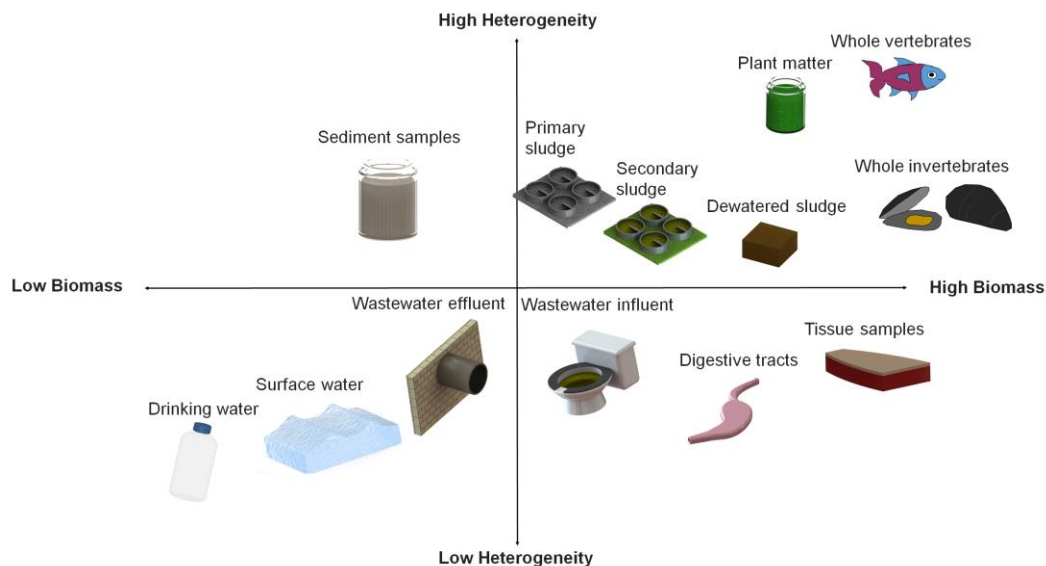 High Heterogeneity
Whole vertebrates
Plant matter
Sediment samples
Primary
sludge
Secondary
sludge
Whole invertebrates
Dewatered sludge
Low Biomass
High Biomass
Wastewater effluent
Wastewater influent
Tissue samples
Digestive tracts
Surface water
Drinking water
Low Heterogeneity